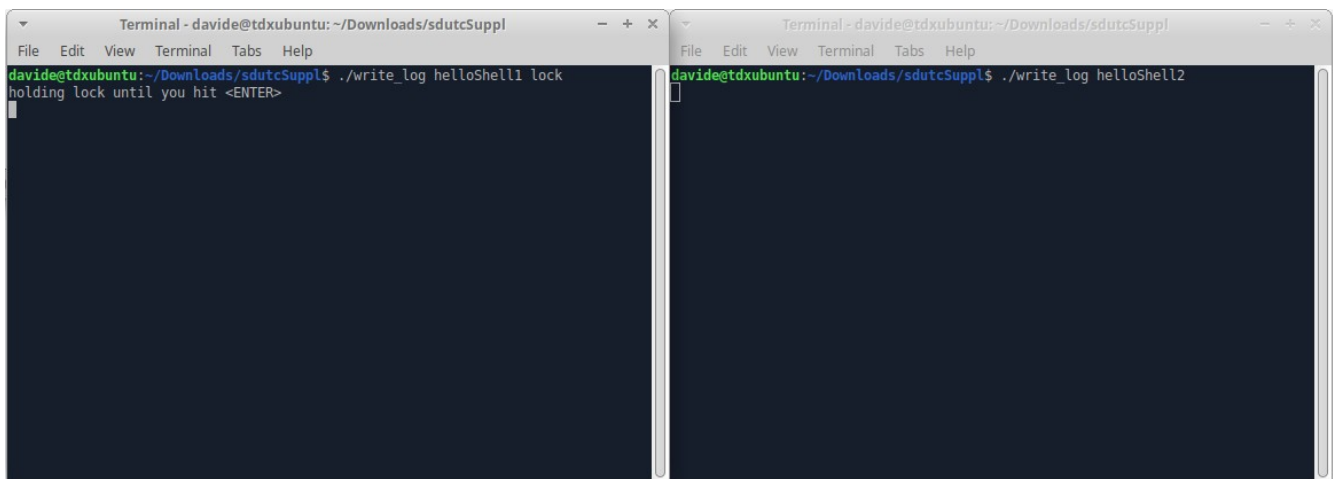 Terminal - davide@tdxubuntu: ~/Downloads/sdutcSuppl
File Edit View Terminal Tabs Help
davide@tdxubuntu:~/Downloads/sdutcSuppl$ ./write_log helloShell1 lock
holding lock until you hit <ENTER>
Terminal - davide@tdxubuntu: ~/Downloads/sdutcSuppl
File Edit View Terminal Tabs Help
davide@tdxubuntu:~/Downloads/sdutcSuppl$ ./write_log helloShell2